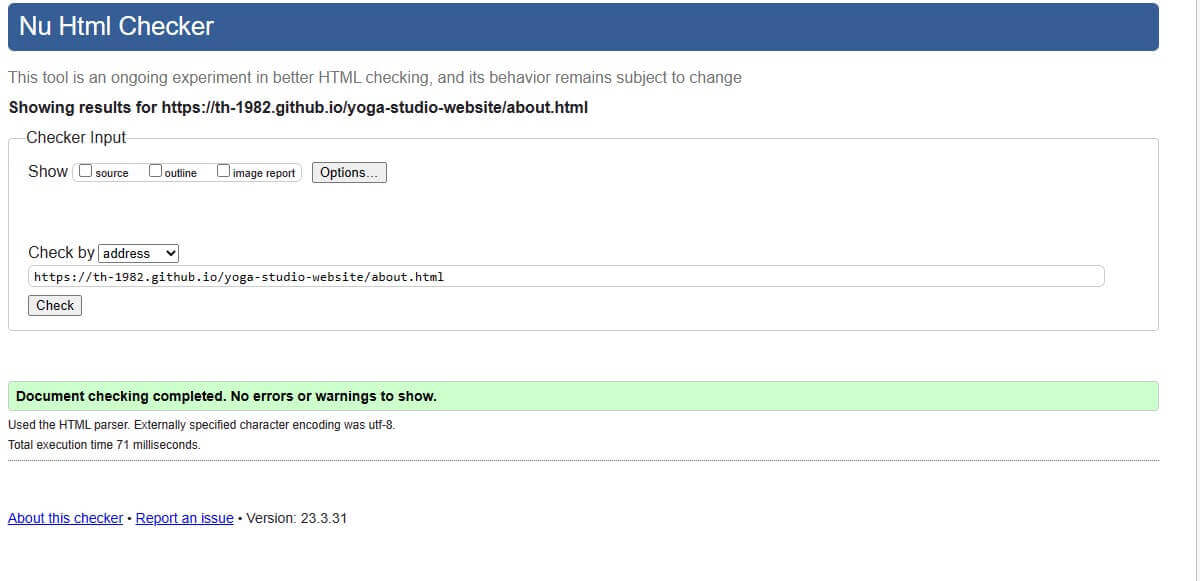 Nu Html Checker
This tool is an ongoing experiment in better HTML checking, and its behavior remains subject to change
Showing results for https://th-1982.github.io/yoga-studio-website/about.html
Checker Input
Show source outline image report Options...
Check by address
https://th-1982.github.io/yoga-studio-website/about.html
Check
Document checking completed. No errors or warnings to show.
Used the HTML parser. Externally specified character encoding was utf-8.
Total execution time 71 milliseconds.
About this checker • Report an issue • Version: 23.3.31